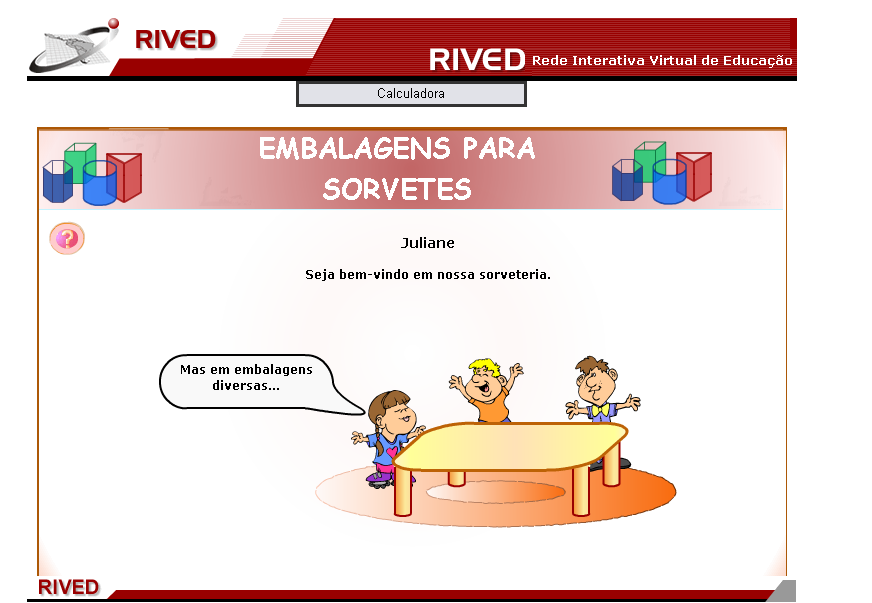 RIVED
RIVED Rede Interativa Virtual de Educação
Calculadora
EMBALAGENS PARA
SORVETES
?
Juliane
Seja bem-vindo em nossa sorveteria.
Mas em embalagens
diversas...
RIVED